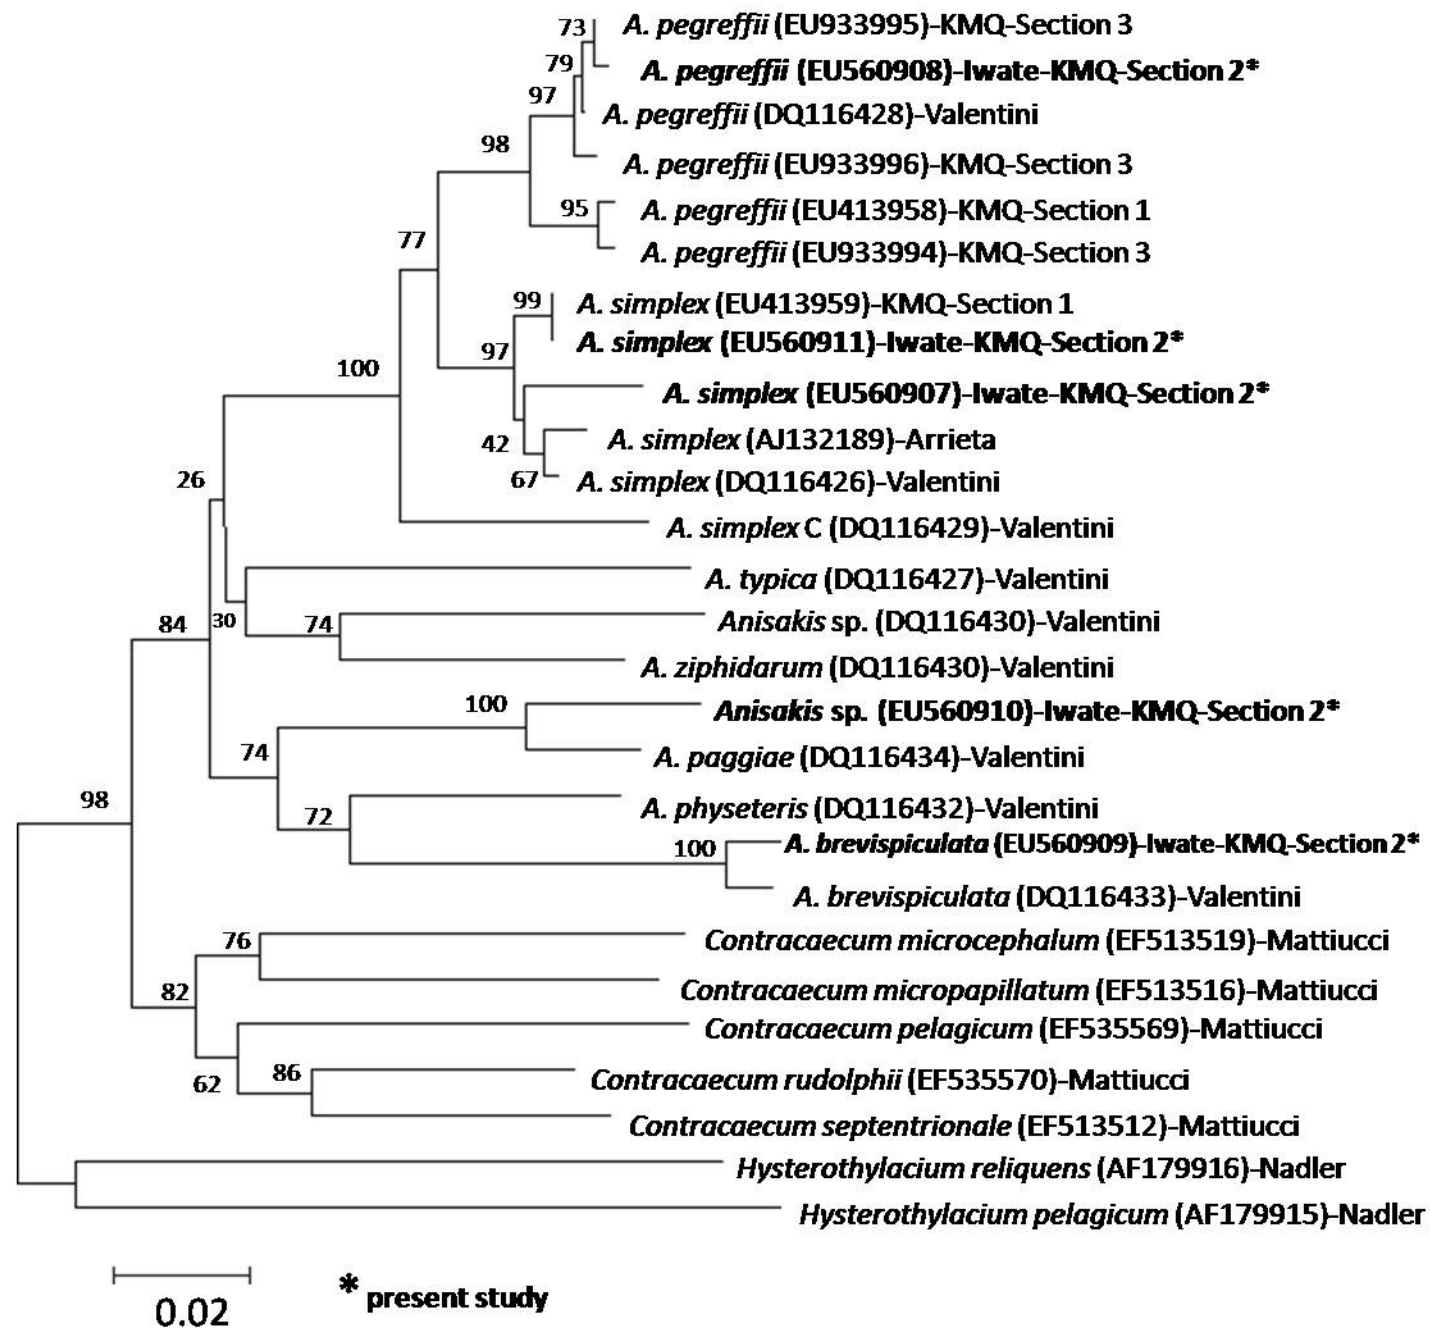 73 A. pegreffii (EU933995)-KMQ-Section 3
79 A. pegreffii (EU560908)-Iwate-KMQ-Section 2*
97 A. pegreffii (DQ116428)-Valentini
98 A. pegreffii (EU933996)-KMQ-Section 3
95 A. pegreffii (EU413958)-KMQ-Section 1
77 A. pegreffii (EU933994)-KMQ-Section 3
99 A. simplex (EU413959)-KMQ-Section 1
97 A. simplex (EU560911)-Iwate-KMQ-Section 2*
100 A. simplex (EU560907)-Iwate-KMQ-Section 2*
42 A. simplex (AJ132189)-Arrieta
26 67 A. simplex (DQ116426)-Valentini
A. simplex C (DQ116429)-Valentini
A. typica (DQ116427)-Valentini
84 30 74 Anisakis sp. (DQ116430)-Valentini
A. ziphidarum (DQ116430)-Valentini
100 Anisakis sp. (EU560910)-Iwate-KMQ-Section 2*
74 A. paggiae (DQ116434)-Valentini
98 72 A. physeteris (DQ116432)-Valentini
100 A. brevispiculata (EU560909)-Iwate-KMQ-Section 2*
A. brevispiculata (DQ116433)-Valentini
76 Contracaecum microcephalum (EF513519)-Mattiucci
82 Contracaecum micropapillatum (EF513516)-Mattiucci
Contracaecum pelagicum (EF535569)-Mattiucci
62 86 Contracaecum rudolphii (EF535570)-Mattiucci
Contracaecum septentrionale (EF513512)-Mattiucci
Hysterothylacium reliquens (AF179916)-Nadler
Hysterothylacium pelagicum (AF179915)-Nadler
0.02
* present study